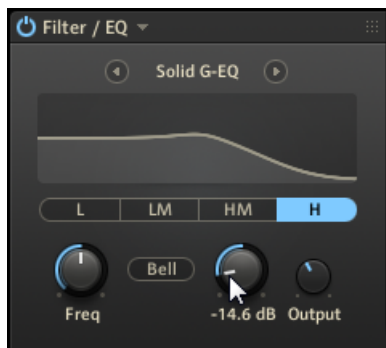 Filter / EQ
Solid G-EQ
L LM HM H
Bell
Freq -14.6 dB Output